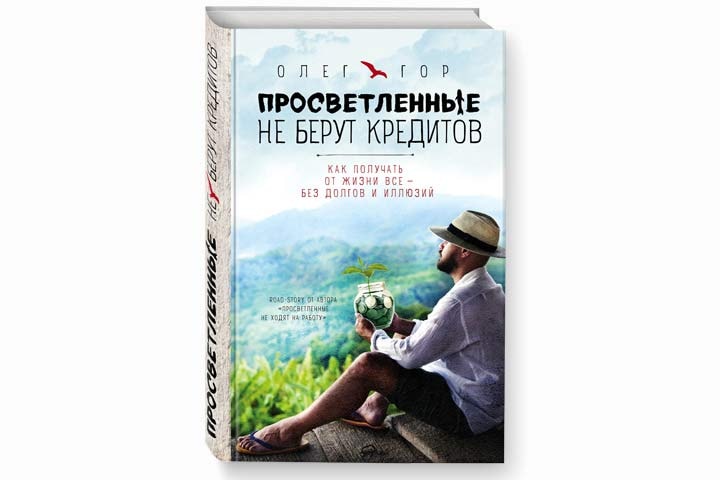 ОЛЕГ ГОР
ПРОСВЕТЛЕННЫЕ
НЕ БЕРУТ КРЕДИТОВ
КАК ПОЛУЧАТЬ
ОТ ЖИЗНИ ВСЕ –
БЕЗ ДОЛГОВ И ИЛЛЮЗИЙ
ROAD-STORY ОТ АВТОРА
«ПРОСВЕТЛЕННЫЕ
НЕ ХОДЯТ НА РАБОТУ»
ПРОСВЕТЛЕННЫЕ НЕ БЕРУТ КРЕДИТОВ